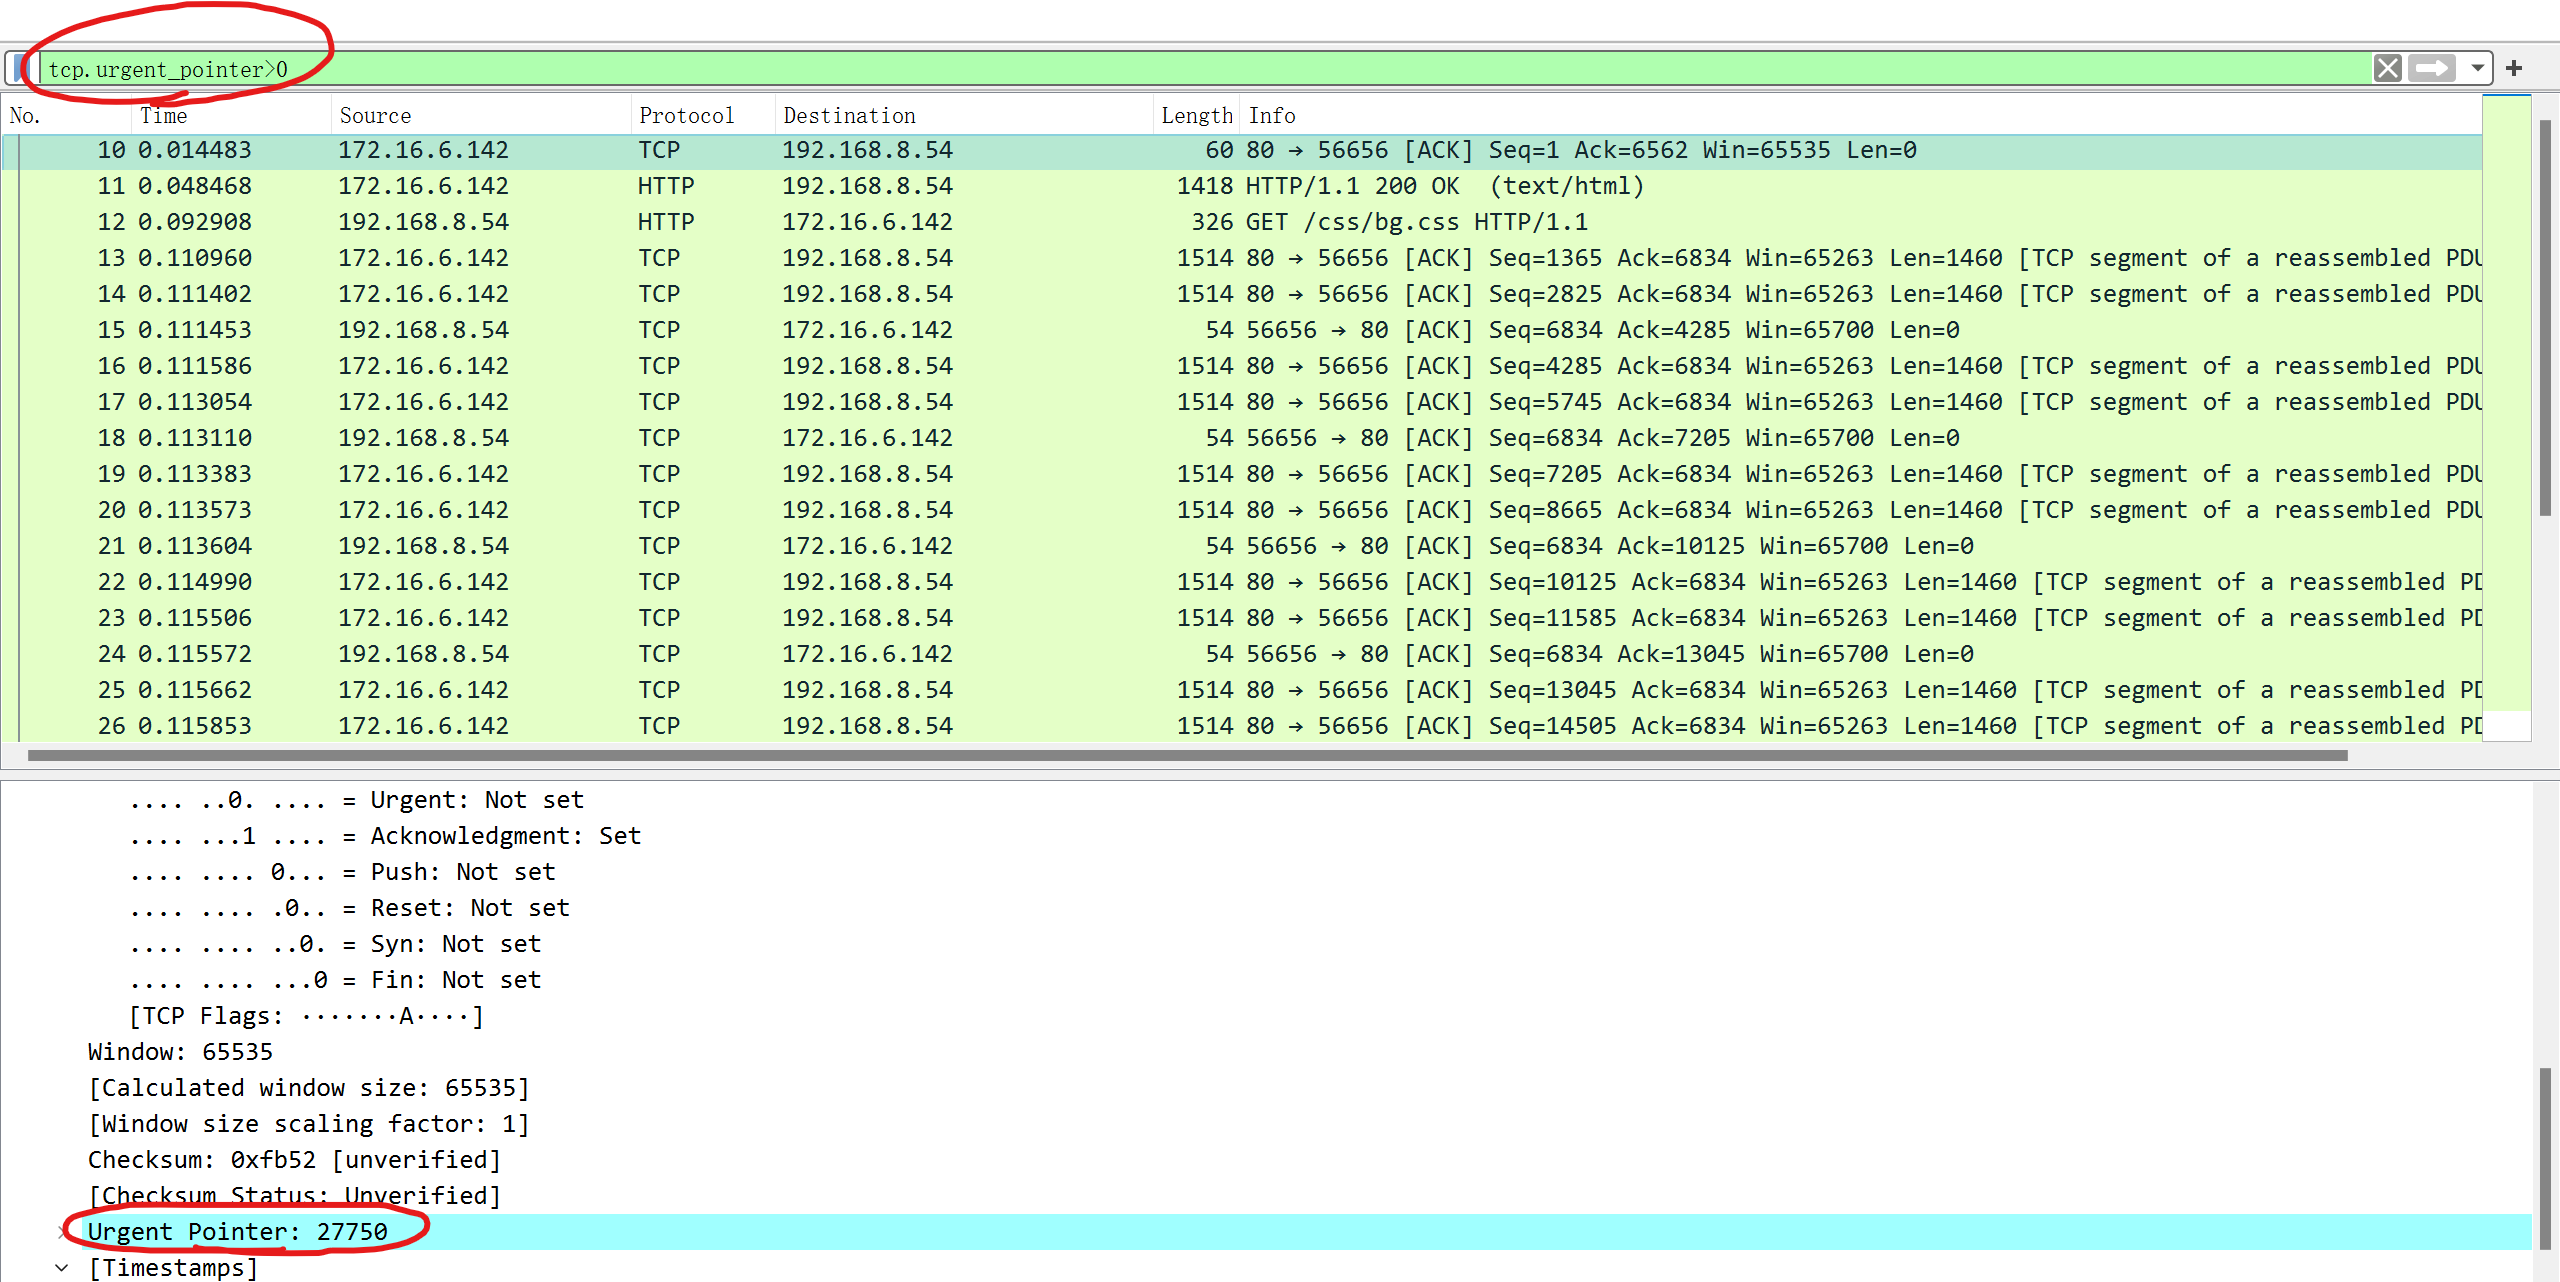 tcp.urgent_pointer>0
No. Time Source Protocol Destination Length Info
10 0.014483 172.16.6.142 TCP 192.168.8.54 60 80 → 56656 [ACK] Seq=1 Ack=6562 Win=65535 Len=0
11 0.048468 172.16.6.142 HTTP 192.168.8.54 1418 HTTP/1.1 200 OK (text/html)
12 0.092908 192.168.8.54 HTTP 172.16.6.142 326 GET /css/bg.css HTTP/1.1
13 0.110960 172.16.6.142 TCP 192.168.8.54 1514 80 → 56656 [ACK] Seq=1365 Ack=6834 Win=65263 Len=1460 [TCP segment of a reassembled PDU
14 0.111402 172.16.6.142 TCP 192.168.8.54 1514 80 → 56656 [ACK] Seq=2825 Ack=6834 Win=65263 Len=1460 [TCP segment of a reassembled PDU
15 0.111453 192.168.8.54 TCP 172.16.6.142 54 56656 → 80 [ACK] Seq=6834 Ack=4285 Win=65700 Len=0
16 0.111586 172.16.6.142 TCP 192.168.8.54 1514 80 → 56656 [ACK] Seq=4285 Ack=6834 Win=65263 Len=1460 [TCP segment of a reassembled PDU
17 0.113054 172.16.6.142 TCP 192.168.8.54 1514 80 → 56656 [ACK] Seq=5745 Ack=6834 Win=65263 Len=1460 [TCP segment of a reassembled PDU
18 0.113110 192.168.8.54 TCP 172.16.6.142 54 56656 → 80 [ACK] Seq=6834 Ack=7205 Win=65700 Len=0
19 0.113383 172.16.6.142 TCP 192.168.8.54 1514 80 → 56656 [ACK] Seq=7205 Ack=6834 Win=65263 Len=1460 [TCP segment of a reassembled PDU
20 0.113573 172.16.6.142 TCP 192.168.8.54 1514 80 → 56656 [ACK] Seq=8665 Ack=6834 Win=65263 Len=1460 [TCP segment of a reassembled PDU
21 0.113604 192.168.8.54 TCP 172.16.6.142 54 56656 → 80 [ACK] Seq=6834 Ack=10125 Win=65700 Len=0
22 0.114990 172.16.6.142 TCP 192.168.8.54 1514 80 → 56656 [ACK] Seq=10125 Ack=6834 Win=65263 Len=1460 [TCP segment of a reassembled PD
23 0.115506 172.16.6.142 TCP 192.168.8.54 1514 80 → 56656 [ACK] Seq=11585 Ack=6834 Win=65263 Len=1460 [TCP segment of a reassembled PD
24 0.115572 192.168.8.54 TCP 172.16.6.142 54 56656 → 80 [ACK] Seq=6834 Ack=13045 Win=65700 Len=0
25 0.115662 172.16.6.142 TCP 192.168.8.54 1514 80 → 56656 [ACK] Seq=13045 Ack=6834 Win=65263 Len=1460 [TCP segment of a reassembled PD
26 0.115853 172.16.6.142 TCP 192.168.8.54 1514 80 → 56656 [ACK] Seq=14505 Ack=6834 Win=65263 Len=1460 [TCP segment of a reassembled PD
.... ..0. .... = Urgent: Not set
.... ...1 .... = Acknowledgment: Set
.... .... 0... = Push: Not set
.... .... .0.. = Reset: Not set
.... .... ..0. = Syn: Not set
.... .... ...0 = Fin: Not set
[TCP Flags: ·······A····]
Window: 65535
[Calculated window size: 65535]
[Window size scaling factor: 1]
Checksum: 0xfb52 [unverified]
[Checksum Status: Unverified]
Urgent Pointer: 27750
[Timestamps]